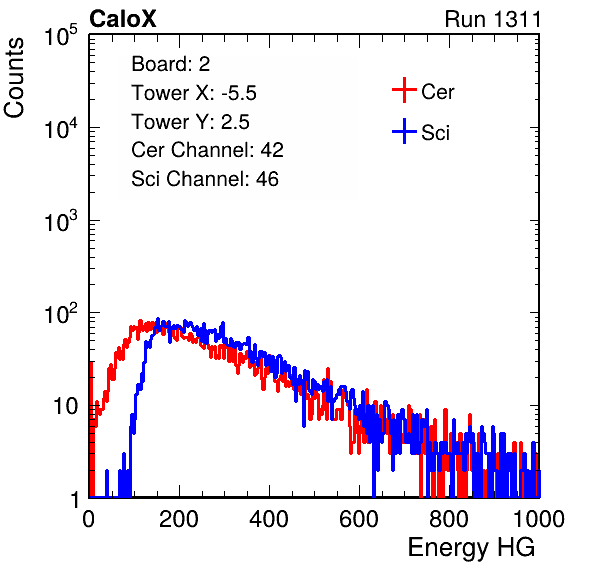 CaloX Run 1311
10^5
Counts
Board: 2
Tower X: -5.5
Tower Y: 2.5
Cer Channel: 42
Sci Channel: 46
Cer
Sci
10^4
10^3
10^2
10
1
0 200 400 600 800 1000
Energy HG